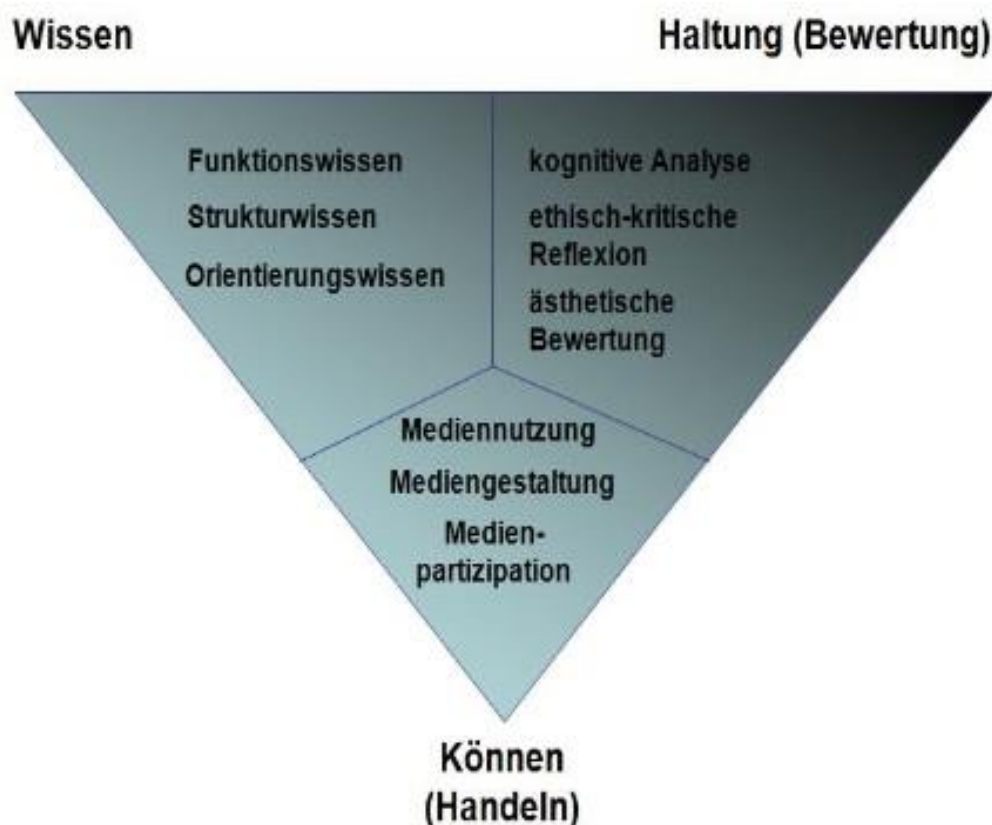 Wissen
Haltung (Bewertung)
Funktionswissen
Strukturwissen
Orientierungswissen
kognitive Analyse
ethisch-kritische
Reflexion
ästhetische
Bewertung
Mediennutzung
Mediengestaltung
Medien-
partizipation
Können
(Handeln)